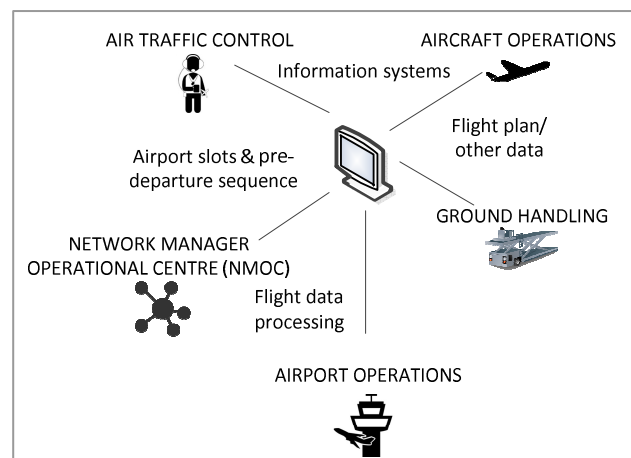 AIR TRAFFIC CONTROL
AIRCRAFT OPERATIONS
Information systems
Flight plan/
other data
Airport slots & pre-
departure sequence
GROUND HANDLING
NETWORK MANAGER
OPERATIONAL CENTRE (NMOC)
Flight data
processing
AIRPORT OPERATIONS